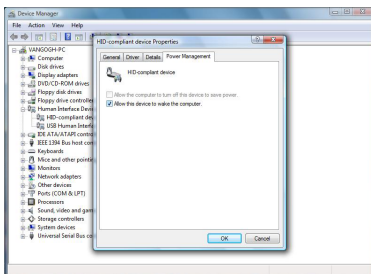 Device Manager
File Action View Help
VANGOGH-PC
Computer
Disk drives
Display adapters
DVD/CD-ROM drives
Floppy disk drives
Floppy drive controller
Human Interface Devic
HID-compliant dev
USB Human Interfa
IDE ATA/ATAPI contro
IEEE 1394 Bus host con
Keyboards
Mice and other pointin
Monitors
Network adapters
Other devices
Ports (COM & LPT)
Processors
Sound, video and gam
Storage controllers
System devices
Universal Serial Bus co
HID-compliant device Properties
General Driver Details Power Management
HID-compliant device
Allow the computer to turn off this device to save power.
Allow this device to wake the computer.
OK Cancel